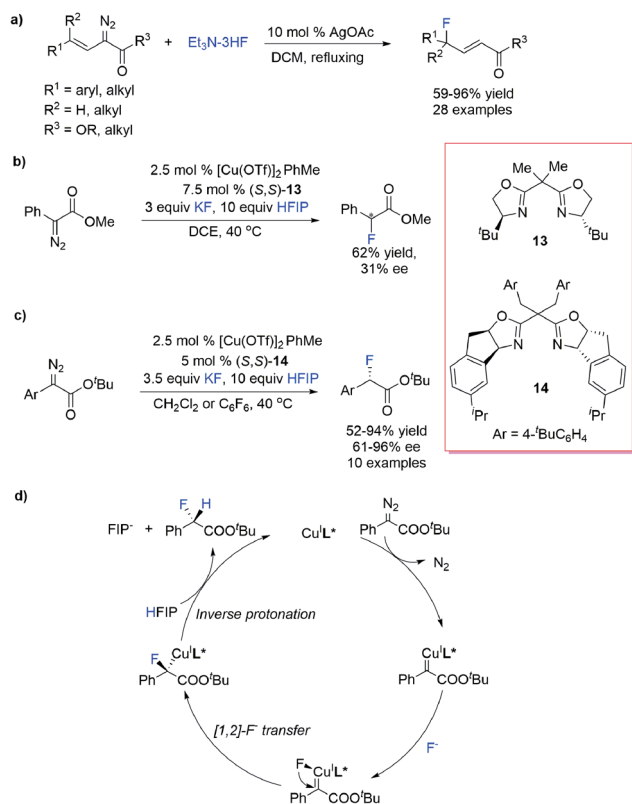 a)
R² N₂
R¹ R³
O
+ Et₃N-3HF
10 mol % AgOAc
DCM, refluxing
F
R¹ R³
R² O
R¹ = aryl, alkyl
R² = H, alkyl
R³ = OR, alkyl
59-96% yield
28 examples
b)
O
Ph OMe
N₂
2.5 mol % [Cu(OTf)]₂PhMe
7.5 mol % (S,S)-13
3 equiv KF, 10 equiv HFIP
DCE, 40 °C
O
Ph * OMe
F
62% yield,
31% ee
Me Me
O O
N N
ᵗBu ᵗBu
13
c)
N₂
Ar OᵗBu
O
2.5 mol % [Cu(OTf)]₂PhMe
5 mol % (S,S)-14
3.5 equiv KF, 10 equiv HFIP
CH₂Cl₂ or C₆F₆, 40 °C
F
Ar OᵗBu
O
52-94% yield
61-96% ee
10 examples
Ar Ar
O O
N N
ⁱPr ⁱPr
14
Ar = 4-ᵗBuC₆H₄
d)
FIP⁻ +
F H
Ph COOᵗBu
CuᴵL*
N₂
Ph COOᵗBu
N₂
HFIP
Inverse protonation
CuᴵL*
F
Ph COOᵗBu
CuᴵL*
Ph COOᵗBu
[1,2]-F⁻ transfer
F⁻
F
CuᴵL*
Ph COOᵗBu